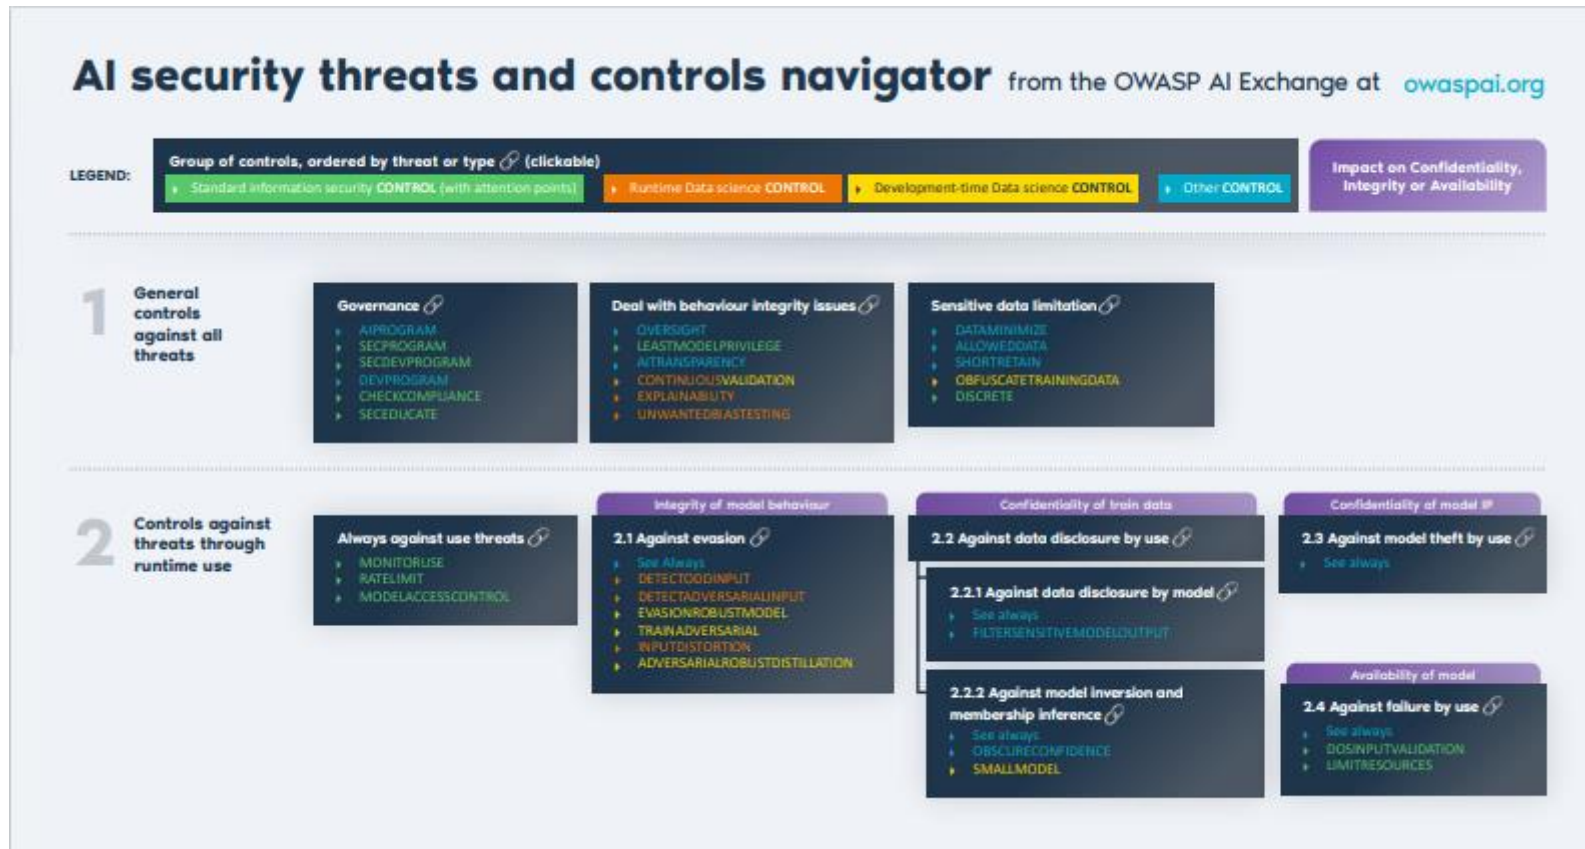 AI security threats and controls navigator from the OWASP AI Exchange at owaspai.org
LEGEND:
Group of controls, ordered by threat or type (clickable)
Standard information security CONTROL (with attention points)
Runtime Data science CONTROL
Development-time Data science CONTROL
Other CONTROL
Impact on Confidentiality,
Integrity or Availability
1
General
controls
against all
threats
Governance
AIPROGRAM
SECPROGRAM
SECDEVPROGRAM
DEVPROGRAM
CHECKCOMPLIANCE
SECEDUCATE
Deal with behaviour integrity issues
OVERSIGHT
LEASTMODELPRIVILEGE
AITRANSPARENCY
CONTINUOUSVALIDATION
EXPLAINABILITY
UNWANTEDBIASTESTING
Sensitive data limitation
DATAMINIMIZE
ALLOWEDDATA
SHORTRETAIN
OBFUSCATETRAININGDATA
DISCRETE
2
Controls against
threats through
runtime use
Always against use threats
MONITORUSE
RATELIMIT
MODELACCESSCONTROL
Integrity of model behaviour
2.1 Against evasion
See Always
DETECTODDINPUT
DETECTADVERSARIALINPUT
EVASIONROBUSTMODEL
TRAINADVERSARIAL
INPUTDISTORTION
ADVERSARIALROBUSTDISTILLATION
Confidentiality of train data
2.2 Against data disclosure by use
2.2.1 Against data disclosure by model
See always
FILTERSENSITIVEMODELOUTPUT
2.2.2 Against model inversion and
membership inference
See always
OBSCURECONFIDENCE
SMALLMODEL
Confidentiality of model IP
2.3 Against model theft by use
See always
Availability of model
2.4 Against failure by use
See always
DOSINPUTVALIDATION
LIMITRESOURCES